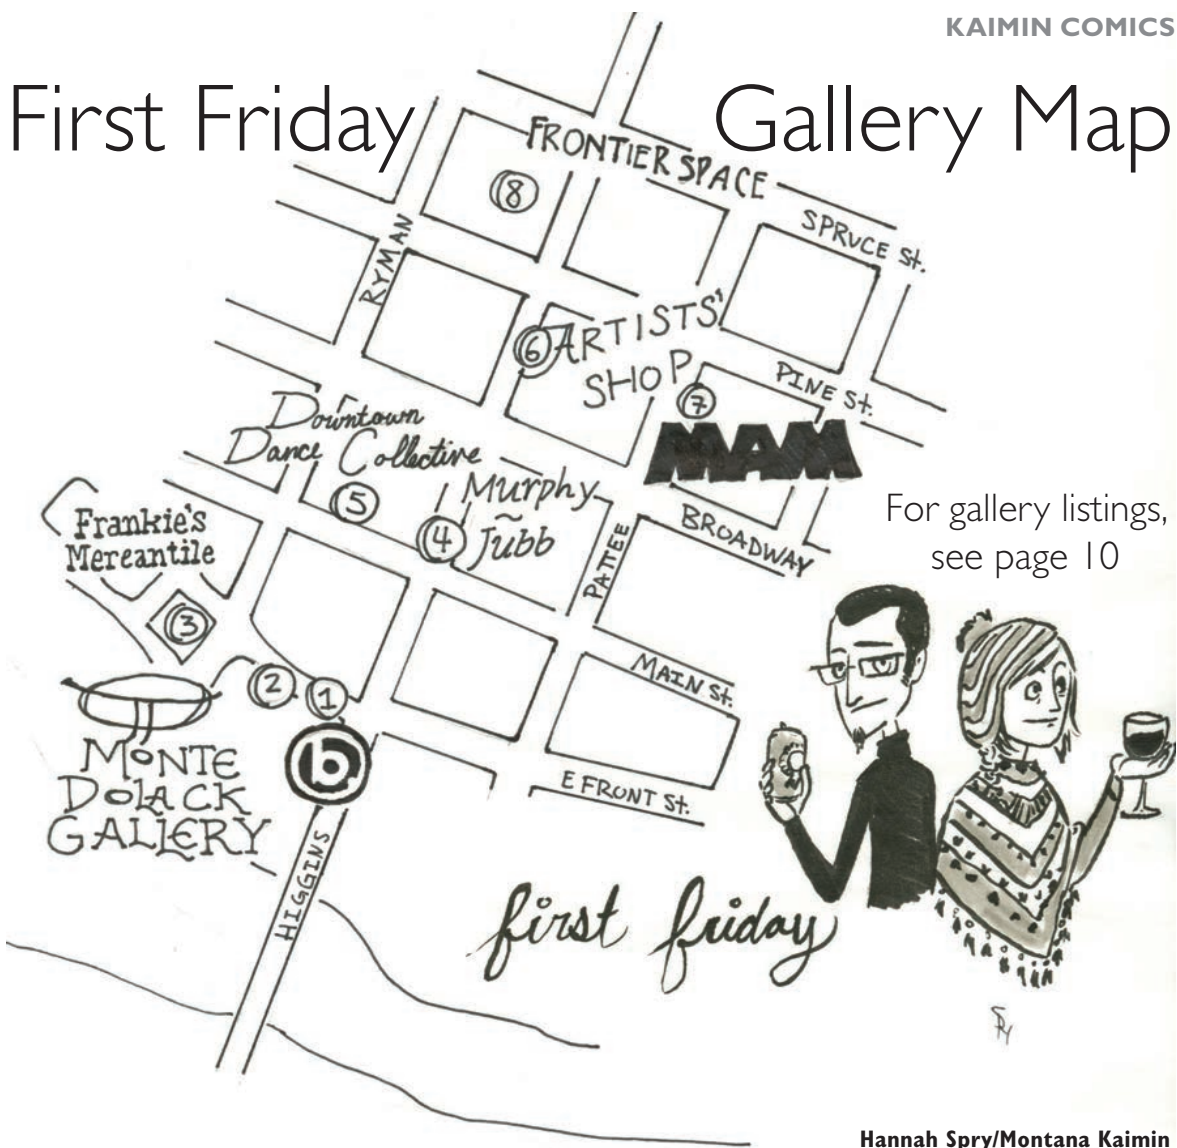 KAIMIN COMICS
First Friday Gallery Map
FRONTIER SPACE
8
SPRUCE St.
RYMAN
ARTISTS'
SHOP
6
7
PINE St.
MAM
Downtown
Dance Collective
5
Murphy
~
Jubb
4
BROADWAY
PATTEE
For gallery listings,
see page 10
Frankie's
Mercantile
3
2
1
b
MAIN St.
MONTE
DOLACK
GALLERY
E FRONT St.
HIGGINS
first friday
Hannah Spry/Montana Kaimin